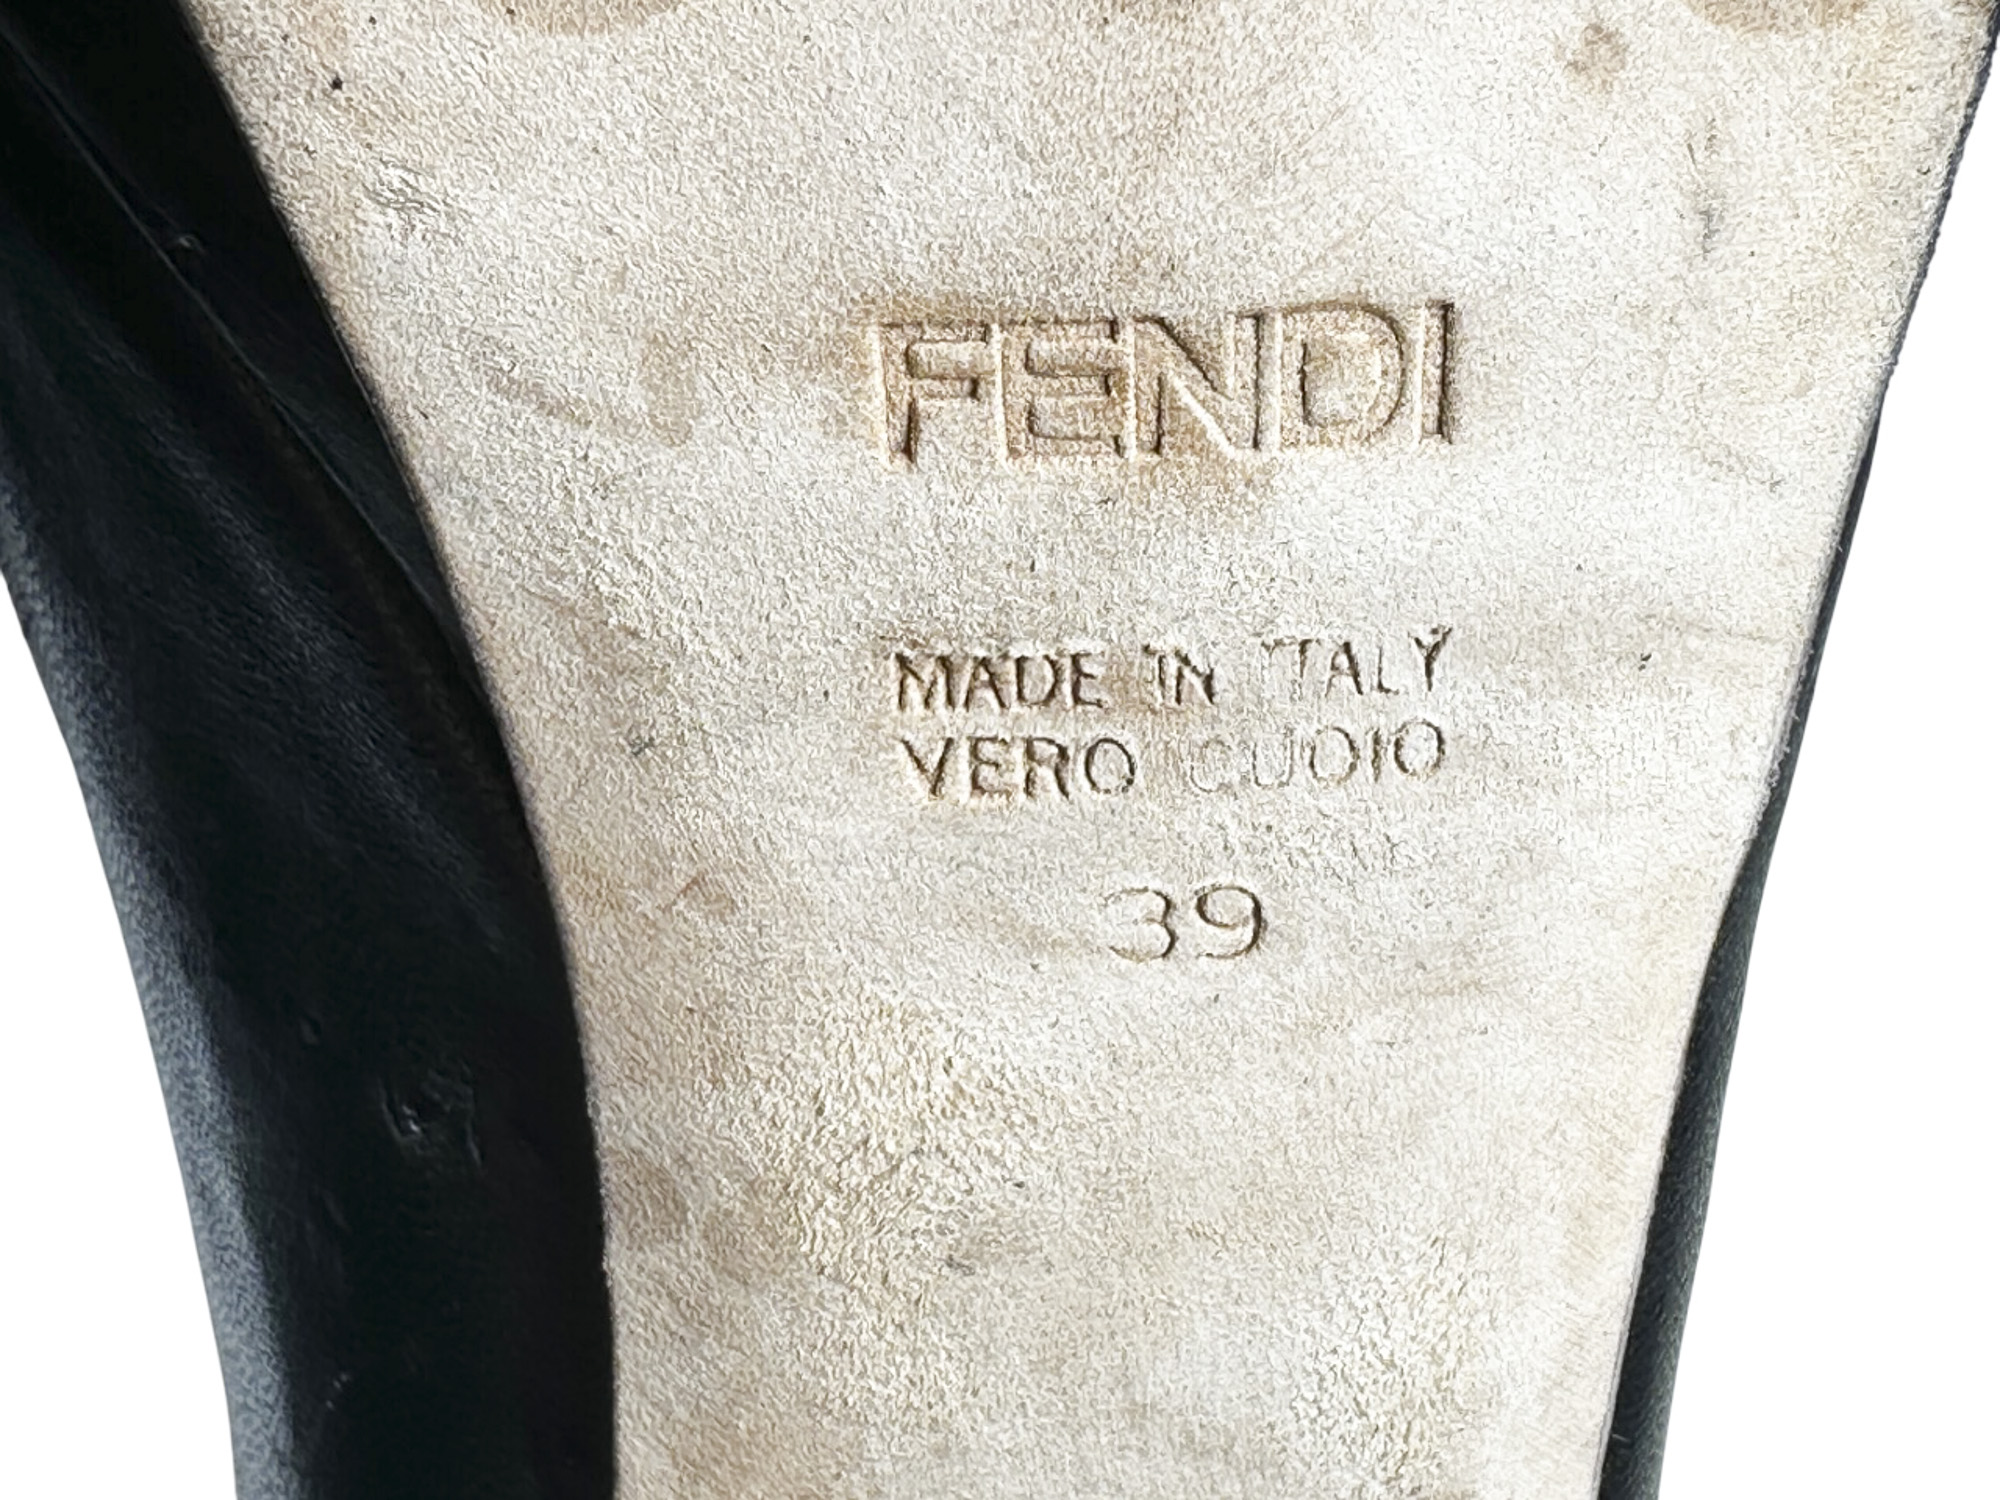 FENDI
MADE IN ITALY
VERO CUOIO
39